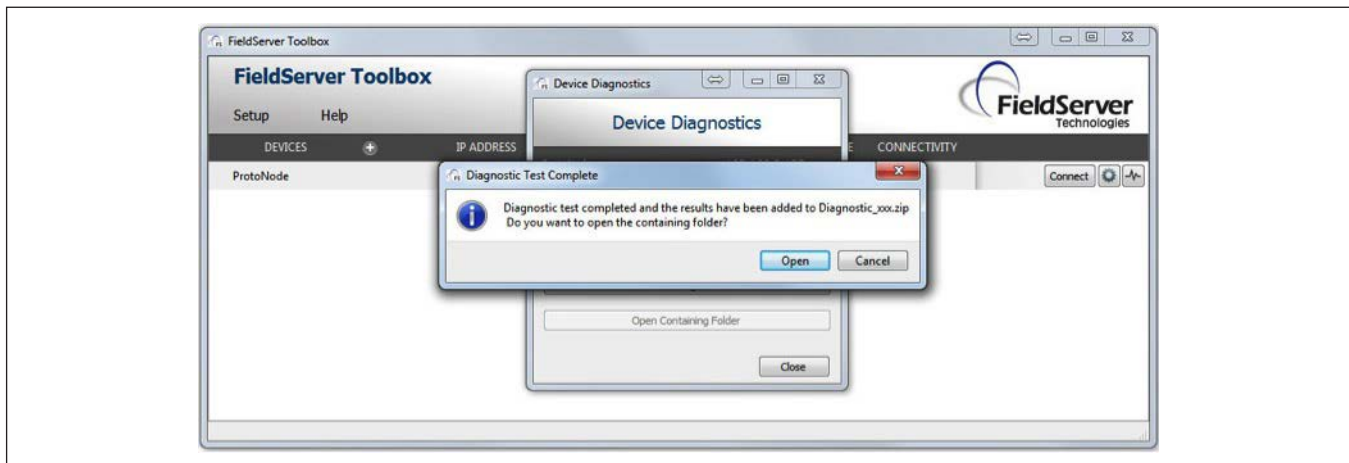 FieldServer Toolbox
FieldServer Toolbox
Setup Help
FieldServer
Technologies
DEVICES IP ADDRESS E CONNECTIVITY
ProtoNode
Connect
Device Diagnostics
Device Diagnostics
Diagnostic Test Complete
Diagnostic test completed and the results have been added to Diagnostic_xxx.zip
Do you want to open the containing folder?
Open Cancel
Open Containing Folder
Close